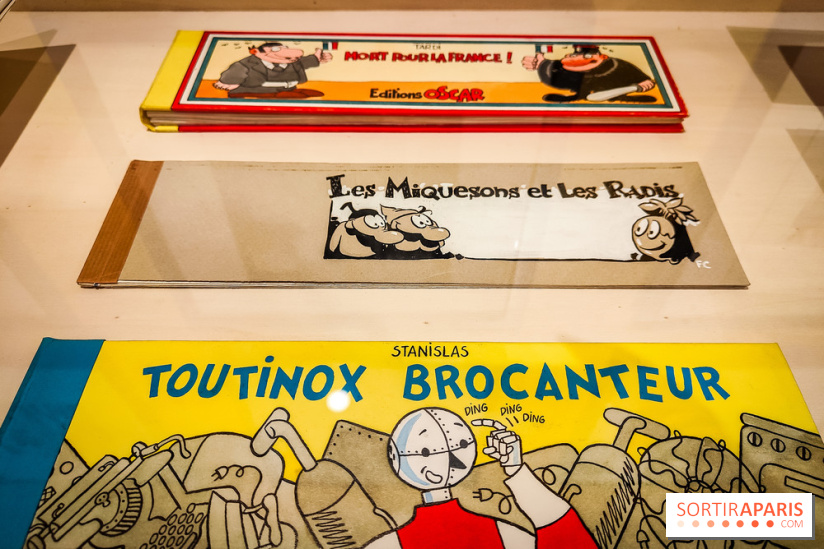 TARDI
MORT POUR LA FRANCE !
Editions OSCAR
Les Miquesons et Les Radis
FC
STANISLAS
TOUTINOX BROCANTEUR
DING DING DING
SORTIRAPARIS
.COM